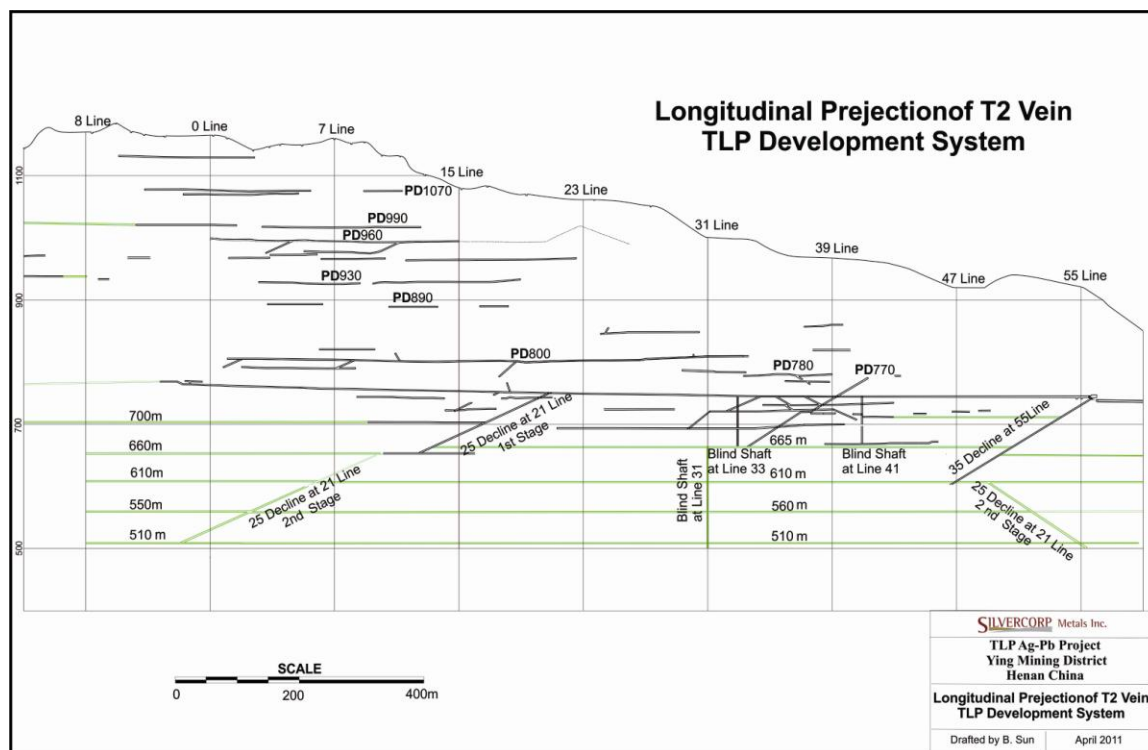 Longitudinal Prejectionof T2 Vein
TLP Development System
8 Line
0 Line
7 Line
15 Line
23 Line
31 Line
39 Line
47 Line
55 Line
1100
900
700
500
PD1070
PD990
PD960
PD930
PD890
PD800
PD780
PD770
700m
660m
610m
550m
510 m
25 Decline at 21 Line
1st Stage
25 Decline at 21 Line
2nd Stage
Blind Shaft
at Line 31
Blind Shaft
at Line 33
665 m
610 m
560 m
510 m
Blind Shaft
at Line 41
35 Decline at 55Line
25 Decline at 21 Line
2 nd Stage
SCALE
0
200
400m
SILVERCORP Metals Inc.
TLP Ag-Pb Project
Ying Mining District
Henan China
Longitudinal Prejectionof T2 Vein
TLP Development System
Drafted by B. Sun
April 2011